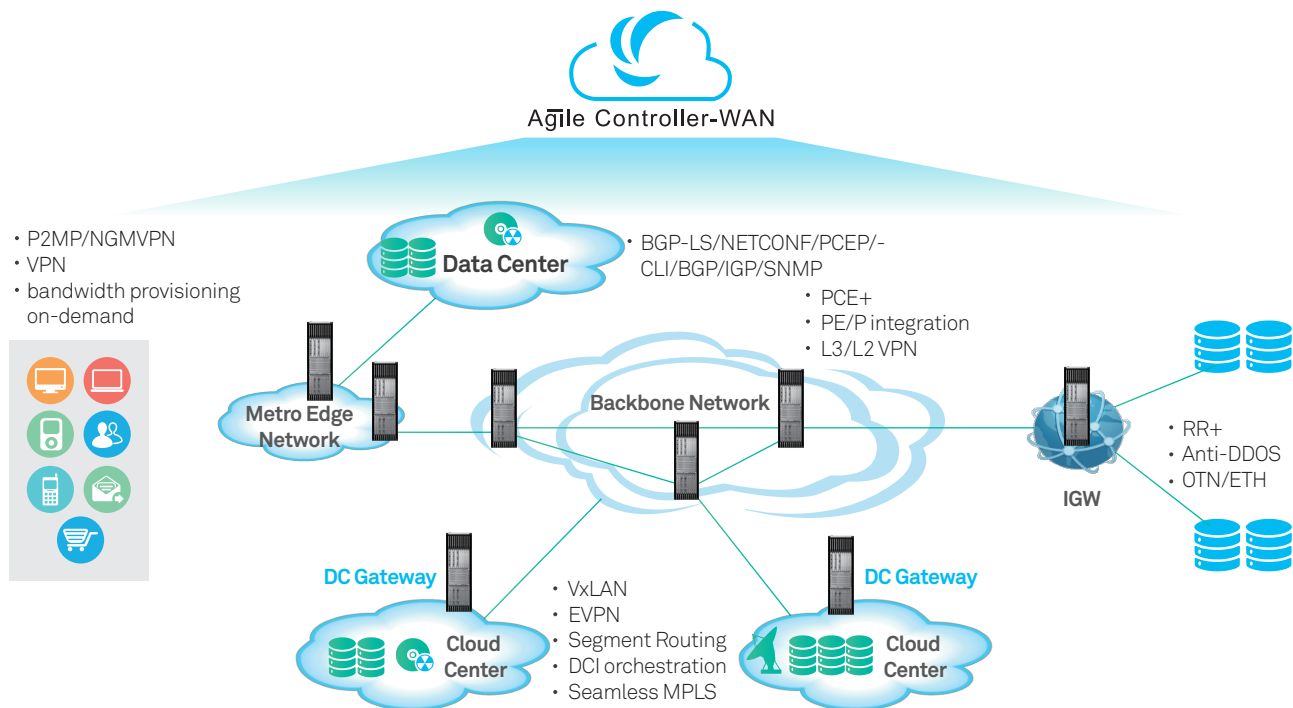 Agile Controller-WAN
• P2MP/NGMVPN
• VPN
• bandwidth provisioning
on-demand
Data Center
• BGP-LS/NETCONF/PCEP/-
CLI/BGP/IGP/SNMP
• PCE+
• PE/P integration
• L3/L2 VPN
Metro Edge
Network
Backbone Network
IGW
• RR+
• Anti-DDOS
• OTN/ETH
DC Gateway
Cloud
Center
• VxLAN
• EVPN
• Segment Routing
• DCI orchestration
• Seamless MPLS
DC Gateway
Cloud
Center